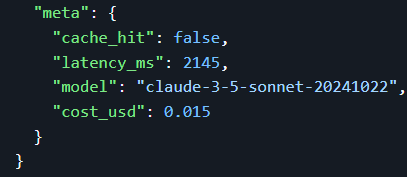 "meta": {
"cache_hit": false,
"latency_ms": 2145,
"model": "claude-3-5-sonnet-20241022",
"cost_usd": 0.015
}
}